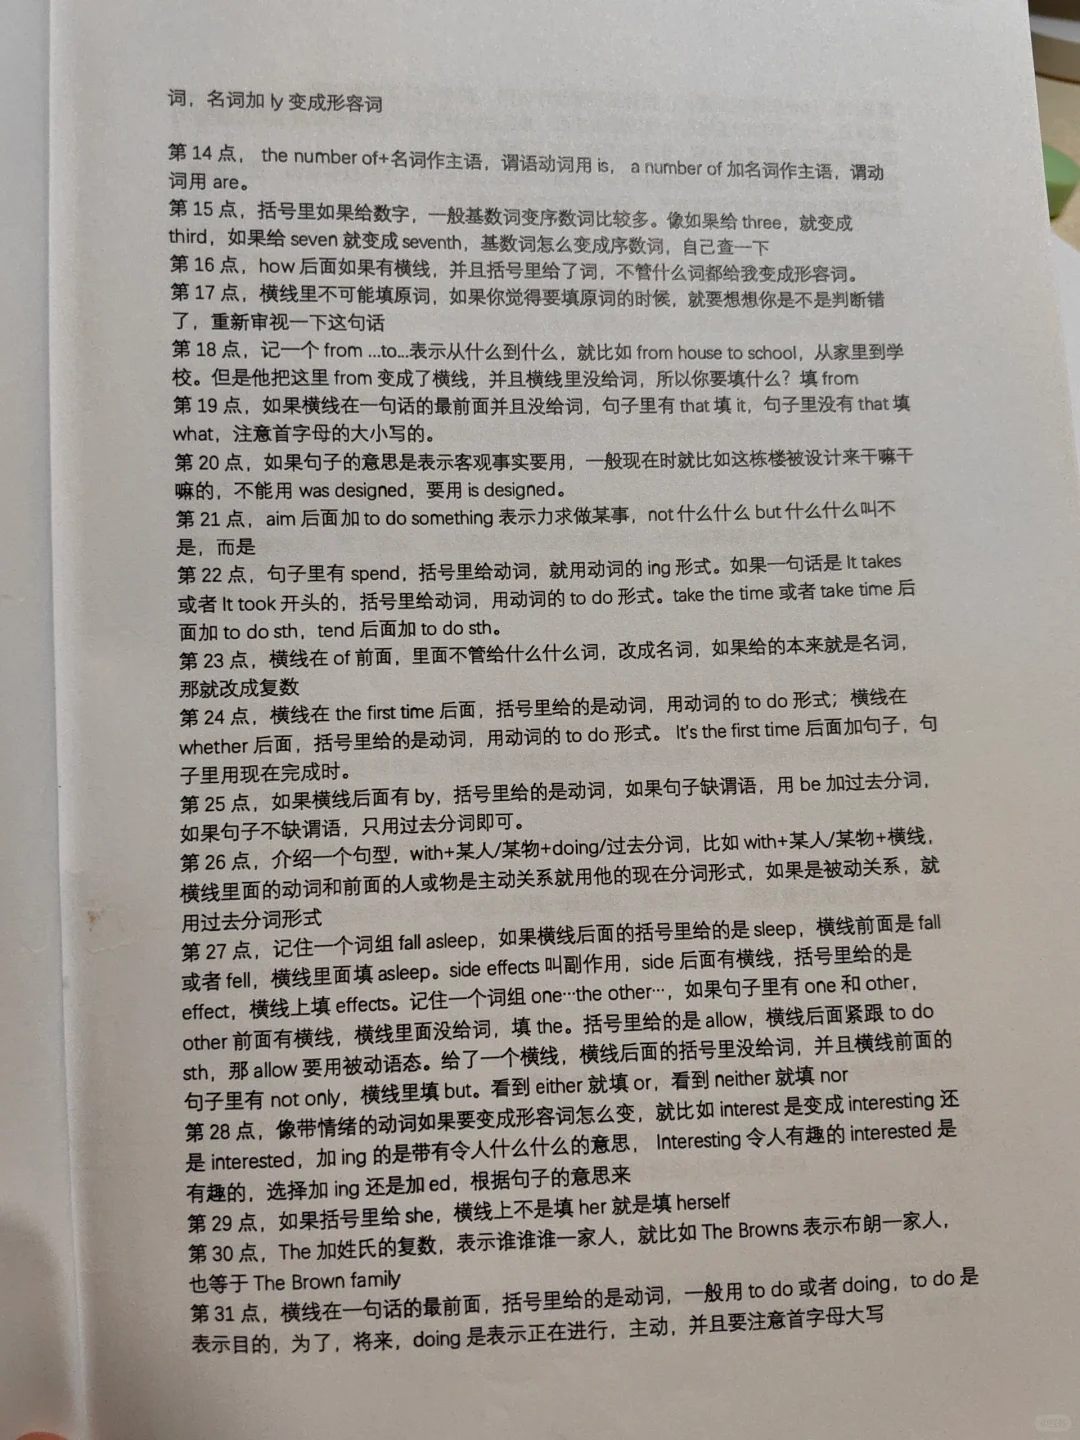 词，名词加 ly 变成形容词
第 14 点， the number of+名词作主语，谓语动词用 is， a number of 加名词作主语，谓动
词用 are。
第 15 点，括号里如果给数字，一般基数词变序数词比较多。像如果给 three，就变成
third，如果给 seven 就变成 seventh，基数词怎么变成序数词，自己查一下
第 16 点，how 后面如果有横线，并且括号里给了词，不管什么词都给我变成形容词。
第 17 点，横线里不可能填原词，如果你觉得要填原词的时候，就要想想你是不是判断错
了，重新审视一下这句话
第 18 点，记一个 from ...to...表示从什么到什么，就比如 from house to school，从家里到学
校。但是他把这里 from 变成了横线，并且横线里没给词，所以你要填什么？填 from
第 19 点，如果横线在一句话的最前面并且没给词，句子里有 that 填 it，句子里没有 that 填
what，注意首字母的大小写的。
第 20 点，如果句子的意思是表示客观事实要用，一般现在时就比如这栋楼被设计来干嘛干
嘛的，不能用 was designed，要用 is designed。
第 21 点，aim 后面加 to do something 表示力求做某事，not 什么什么 but 什么什么叫不
是，而是
第 22 点，句子里有 spend，括号里给动词，就用动词的 ing 形式。如果一句话是 It takes
或者 It took 开头的，括号里给动词，用动词的 to do 形式。take the time 或者 take time 后
面加 to do sth，tend 后面加 to do sth。
第 23 点，横线在 of 前面，里面不管给什么什么词，改成名词，如果给的本来就是名词，
那就改成复数
第 24 点，横线在 the first time 后面，括号里给的是动词，用动词的 to do 形式；横线在
whether 后面，括号里给的是动词，用动词的 to do 形式。 It's the first time 后面加句子，句
子里用现在完成时。
第 25 点，如果横线后面有 by，括号里给的是动词，如果句子缺谓语，用 be 加过去分词，
如果句子不缺谓语，只用过去分词即可。
第 26 点，介绍一个句型，with+某人/某物+doing/过去分词，比如 with+某人/某物+横线，
横线里面的动词和前面的人或物是主动关系就用他的现在分词形式，如果是被动关系，就
用过去分词形式
第 27 点，记住一个词组 fall asleep，如果横线后面的括号里给的是 sleep，横线前面是 fall
或者 fell，横线里面填 asleep。side effects 叫副作用，side 后面有横线，括号里给的是
effect，横线上填 effects。记住一个词组 one…the other…，如果句子里有 one 和 other，
other 前面有横线，横线里面没给词，填 the。括号里给的是 allow，横线后面紧跟 to do
sth，那 allow 要用被动语态。给了一个横线，横线后面的括号里没给词，并且横线前面的
句子里有 not only，横线里填 but。看到 either 就填 or，看到 neither 就填 nor
第 28 点，像带情绪的动词如果要变成形容词怎么变，就比如 interest 是变成 interesting 还
是 interested，加 ing 的是带有令人什么什么的意思， Interesting 令人有趣的 interested 是
有趣的，选择加 ing 还是加 ed，根据句子的意思来
第 29 点，如果括号里给 she，横线上不是填 her 就是填 herself
第 30 点，The 加姓氏的复数，表示谁谁谁一家人，就比如 The Browns 表示布朗一家人，
也等于 The Brown family
第 31 点，横线在一句话的最前面，括号里给的是动词，一般用 to do 或者 doing，to do 是
表示目的，为了，将来，doing 是表示正在进行，主动，并且要注意首字母大写